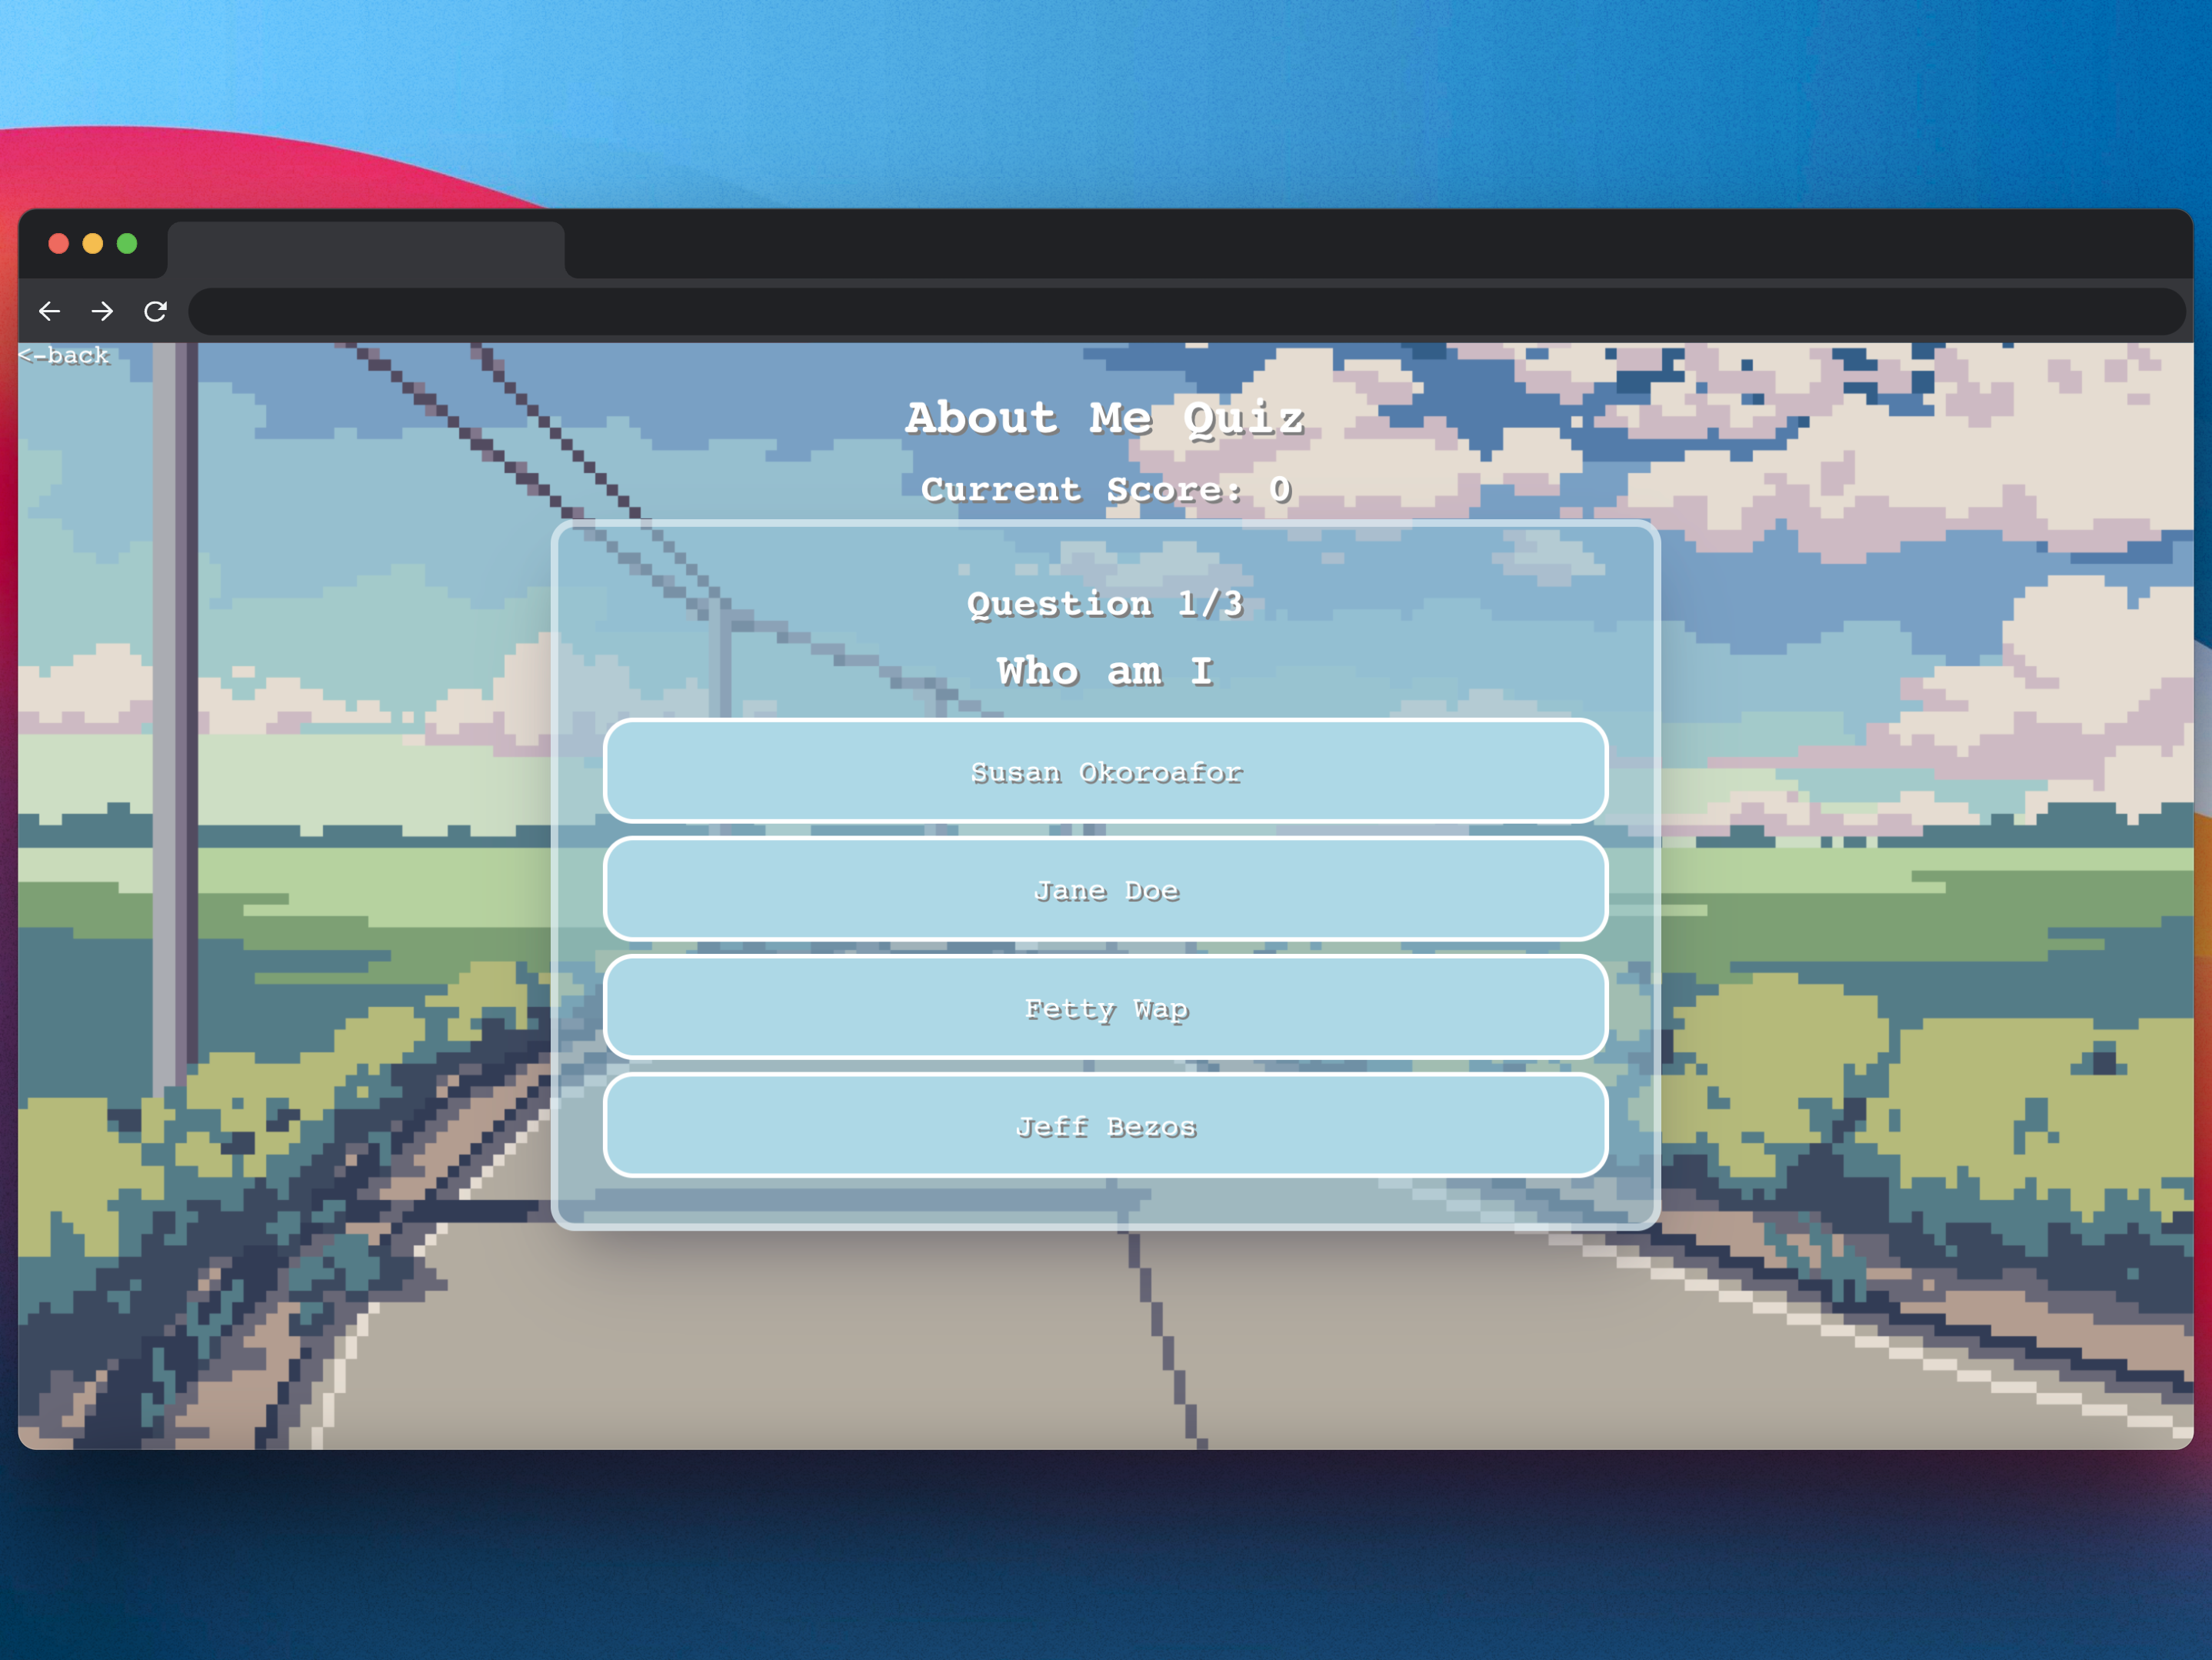 <-back
About Me Quiz
Current Score: 0
Question 1/3
Who am I
Susan Okoroafor
Jane Doe
Fetty Wap
Jeff Bezos